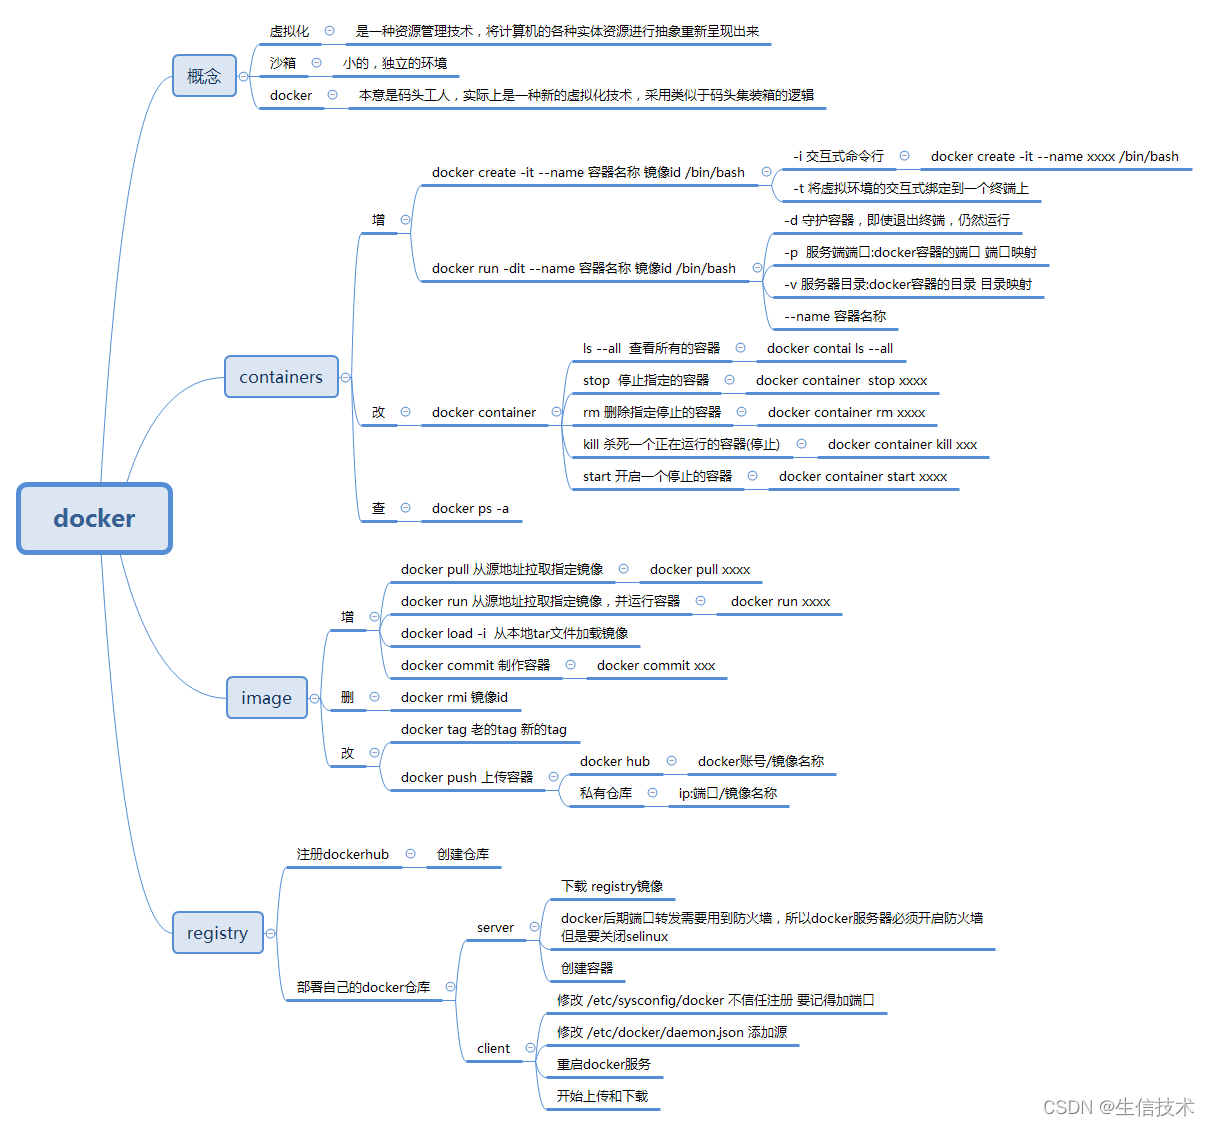 docker
概念
虚拟化
是一种资源管理技术，将计算机的各种实体资源进行抽象重新呈现出来
沙箱
小的，独立的环境
docker
本意是码头工人，实际上是一种新的虚拟化技术，采用类似于码头集装箱的逻辑
containers
增
docker create -it --name 容器名称 镜像id /bin/bash
-i 交互式命令行
docker create -it --name xxxx /bin/bash
-t 将虚拟环境的交互式绑定到一个终端上
docker run -dit --name 容器名称 镜像id /bin/bash
-d 守护容器，即使退出终端，仍然运行
-p  服务端端口:docker容器的端口 端口映射
-v 服务器目录:docker容器的目录 目录映射
--name 容器名称
改
docker container
ls --all  查看所有的容器
docker contai ls --all
stop  停止指定的容器
docker container  stop xxxx
rm 删除指定停止的容器
docker container rm xxxx
kill 杀死一个正在运行的容器(停止)
docker container kill xxx
start 开启一个停止的容器
docker container start xxxx
查
docker ps -a
image
增
docker pull 从源地址拉取指定镜像
docker pull xxxx
docker run 从源地址拉取指定镜像，并运行容器
docker run xxxx
docker load -i  从本地tar文件加载镜像
docker commit 制作容器
docker commit xxx
删
docker rmi 镜像id
改
docker tag 老的tag 新的tag
docker push 上传容器
docker hub
docker账号/镜像名称
私有仓库
ip:端口/镜像名称
registry
注册dockerhub
创建仓库
部署自己的docker仓库
server
下载 registry镜像
docker后期端口转发需要用到防火墙，所以docker服务器必须开启防火墙
但是要关闭selinux
创建容器
client
修改 /etc/sysconfig/docker 不信任注册 要记得加端口
修改 /etc/docker/daemon.json 添加源
重启docker服务
开始上传和下载
CSDN @生信技术